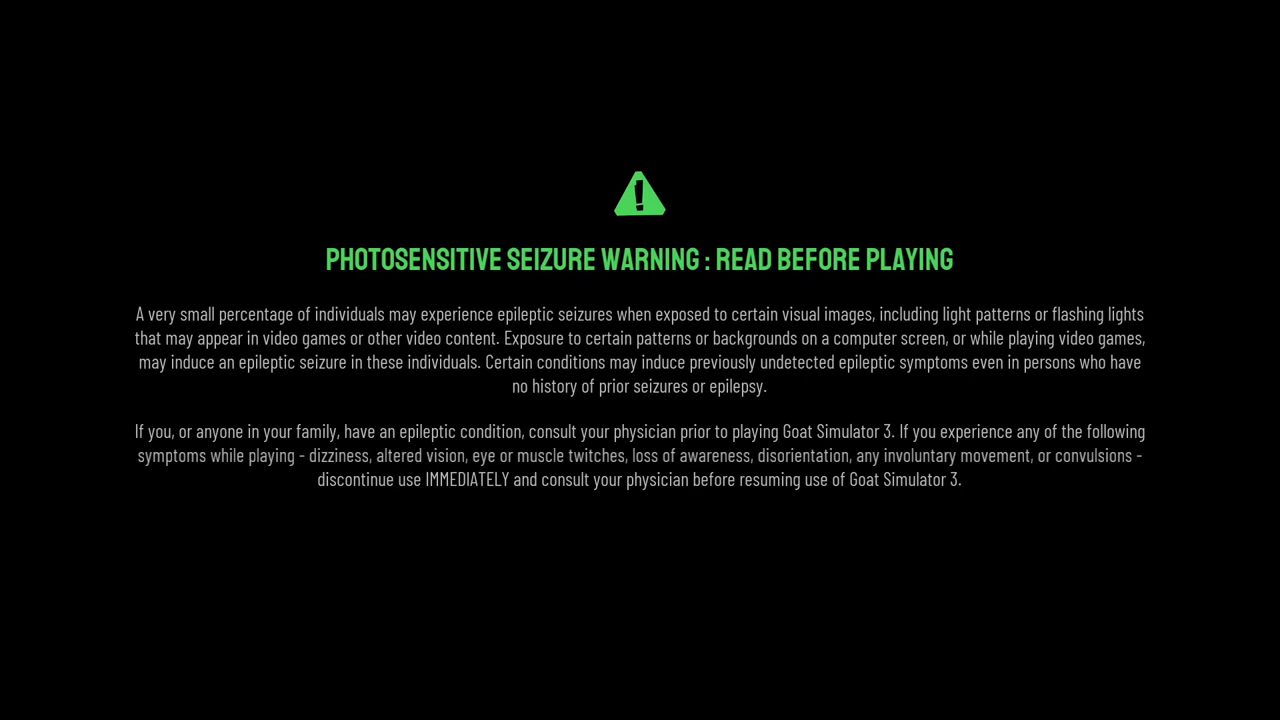 PHOTOSENSITIVE SEIZURE WARNING : READ BEFORE PLAYING
A very small percentage of individuals may experience epileptic seizures when exposed to certain visual images, including light patterns or flashing lights
that may appear in video games or other video content. Exposure to certain patterns or backgrounds on a computer screen, or while playing video games,
may induce an epileptic seizure in these individuals. Certain conditions may induce previously undetected epileptic symptoms even in persons who have
no history of prior seizures or epilepsy.
If you, or anyone in your family, have an epileptic condition, consult your physician prior to playing Goat Simulator 3. If you experience any of the following
symptoms while playing - dizziness, altered vision, eye or muscle twitches, loss of awareness, disorientation, any involuntary movement, or convulsions -
discontinue use IMMEDIATELY and consult your physician before resuming use of Goat Simulator 3.